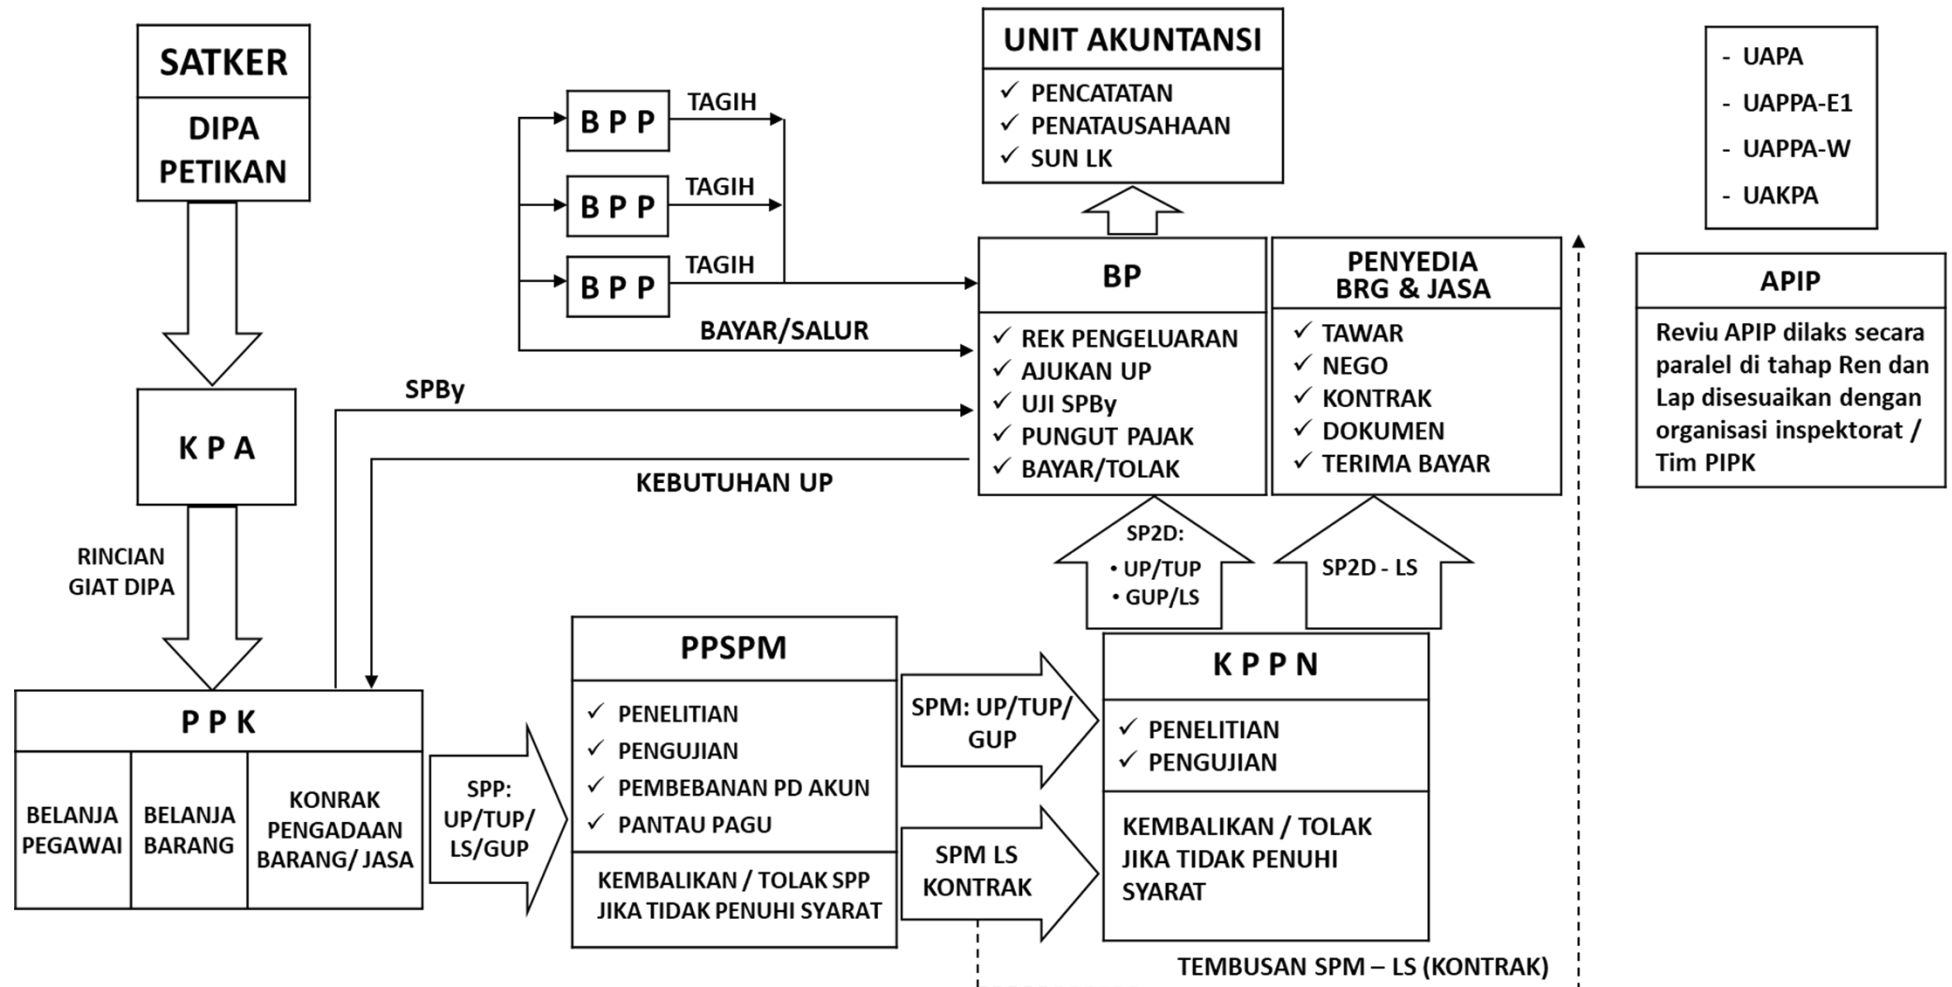 SATKER
DIPA
PETIKAN
K P A
RINCIAN
GIAT DIPA
P P K
BELANJA
PEGAWAI
BELANJA
BARANG
KONRAK
PENGADAAN
BARANG/ JASA
SPP:
UP/TUP/
LS/GUP
PPSPM
✓ PENELITIAN
✓ PENGUJIAN
✓ PEMBEBANAN PD AKUN
✓ PANTAU PAGU
KEMBALIKAN / TOLAK SPP
JIKA TIDAK PENUHI SYARAT
SPM: UP/TUP/
GUP
SPM LS
KONTRAK
K P P N
✓ PENELITIAN
✓ PENGUJIAN
KEMBALIKAN / TOLAK
JIKA TIDAK PENUHI
SYARAT
TEMBUSAN SPM – LS (KONTRAK)
SP2D:
• UP/TUP
• GUP/LS
SP2D - LS
B P P
TAGIH
B P P
TAGIH
B P P
TAGIH
BAYAR/SALUR
SPBy
KEBUTUHAN UP
BP
✓ REK PENGELUARAN
✓ AJUKAN UP
✓ UJI SPBy
✓ PUNGUT PAJAK
✓ BAYAR/TOLAK
PENYEDIA
BRG & JASA
✓ TAWAR
✓ NEGO
✓ KONTRAK
✓ DOKUMEN
✓ TERIMA BAYAR
UNIT AKUNTANSI
✓ PENCATATAN
✓ PENATAUSAHAAN
✓ SUN LK
- UAPA
- UAPPA-E1
- UAPPA-W
- UAKPA
APIP
Reviu APIP dilaks secara
paralel di tahap Ren dan
Lap disesuaikan dengan
organisasi inspektorat /
Tim PIPK